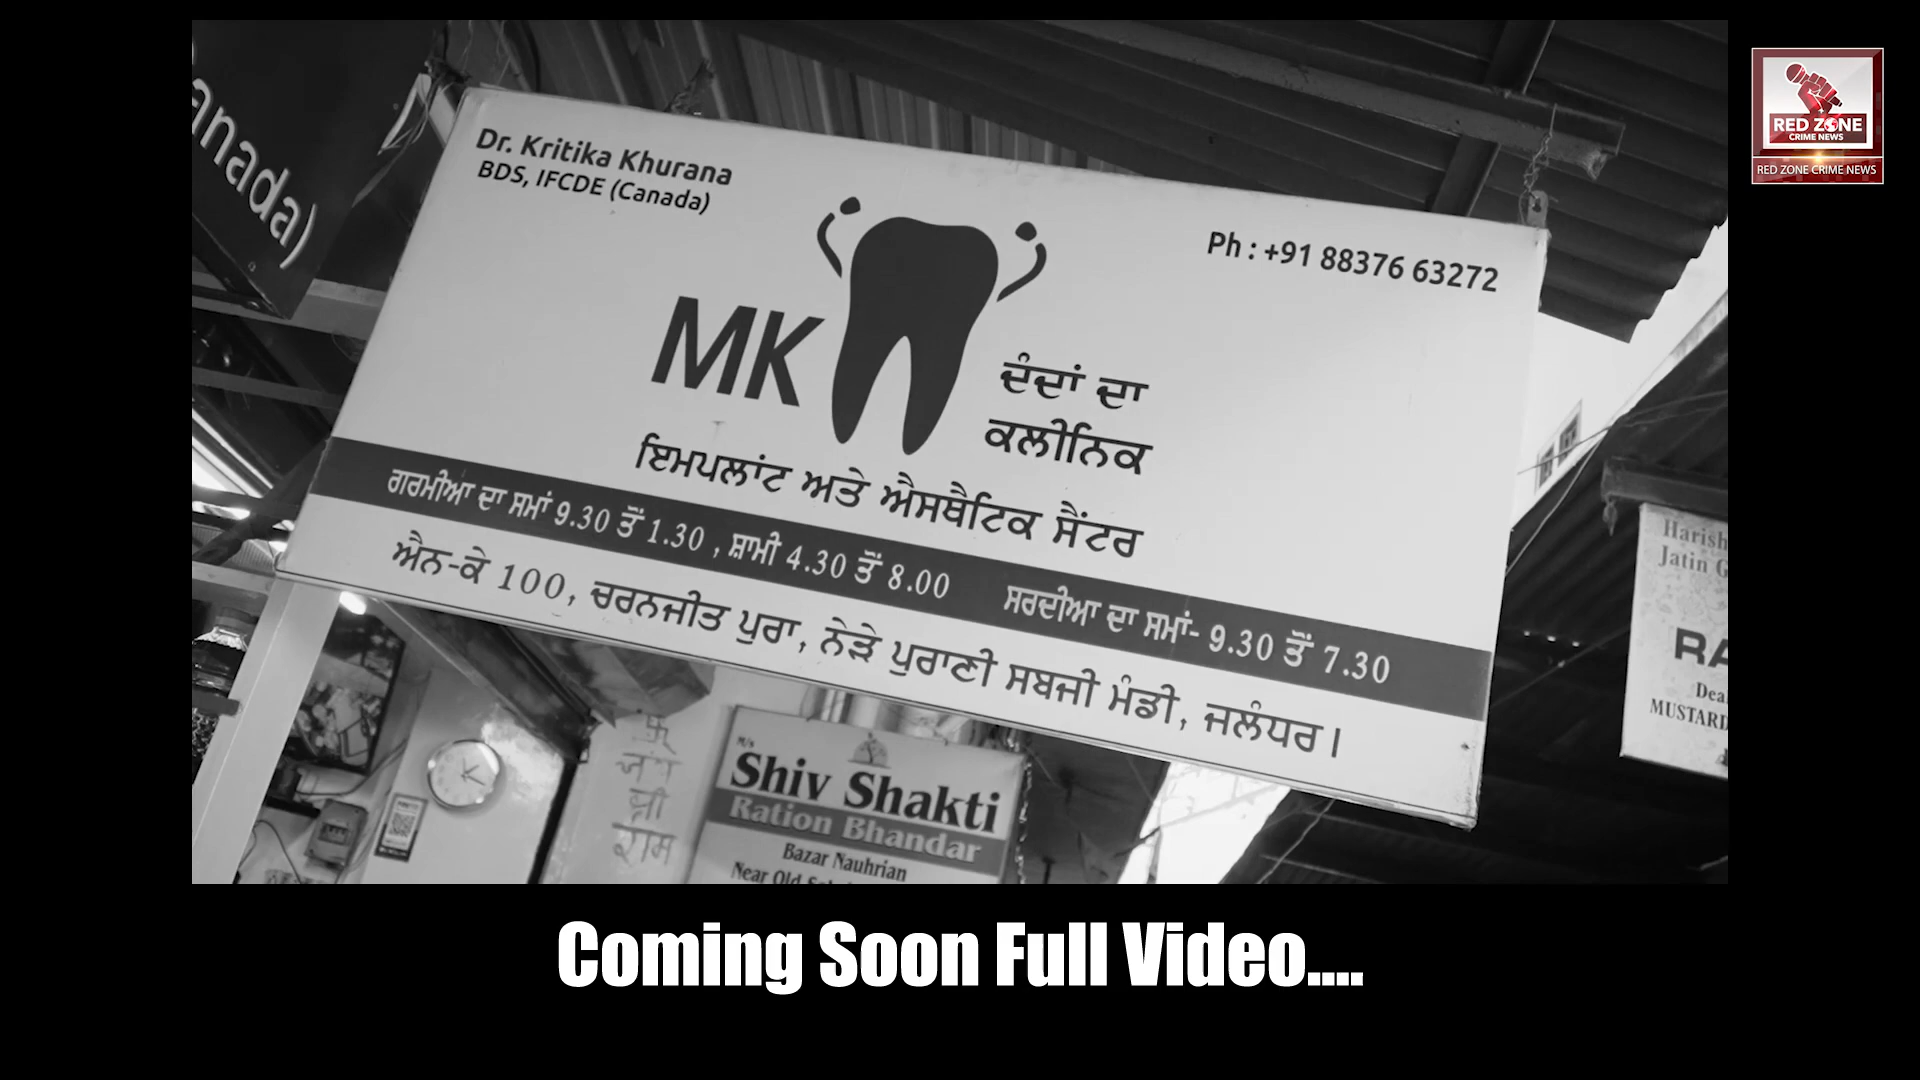 anada)
Dr. Kritika Khurana
BDS, IFCDE (Canada)
Ph : +91 88376 63272
MK
ਦੰਦਾਂ ਦਾ
ਕਲੀਨਿਕ
ਇਮਪਲਾਂਟ ਅਤੇ ਐਸਥੈਟਿਕ ਸੈਂਟਰ
ਗਰਮੀਆ ਦਾ ਸਮਾਂ 9.30 ਤੋਂ 1.30 , ਸ਼ਾਮੀ 4.30 ਤੋਂ 8.00 ਸਰਦੀਆ ਦਾ ਸਮਾਂ- 9.30 ਤੋਂ 7.30
ਐਨ-ਕੇ 100, ਚਰਨਜੀਤ ਪੁਰਾ, ਨੇੜੇ ਪੁਰਾਣੀ ਸਬਜੀ ਮੰਡੀ, ਜਲੰਧਰ।
M/s
Shiv Shakti
Ration Bhandar
Bazar Nauhrian
Near Old
श्री
राम
Harish
Jatin G
RA
Dea
MUSTARD
RED ZONE
CRIME NEWS
RED ZONE CRIME NEWS
Coming Soon Full Video....